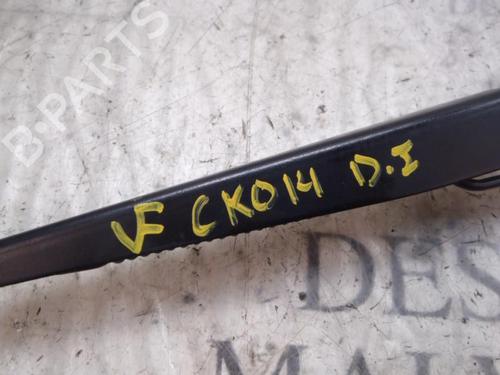 B-PARTS
VF CK014 D.I
DES
MA